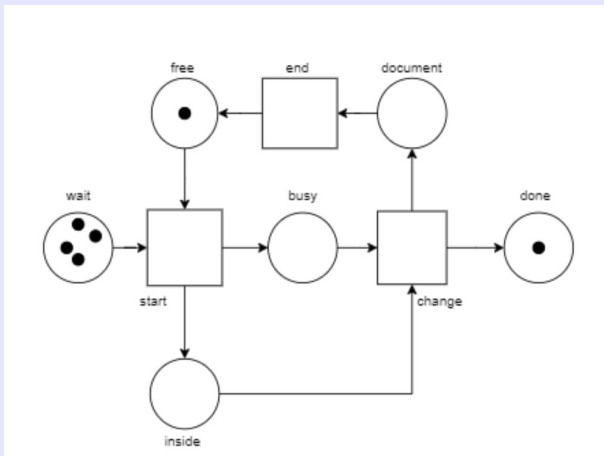 free
end
document
wait
busy
done
start
change
inside